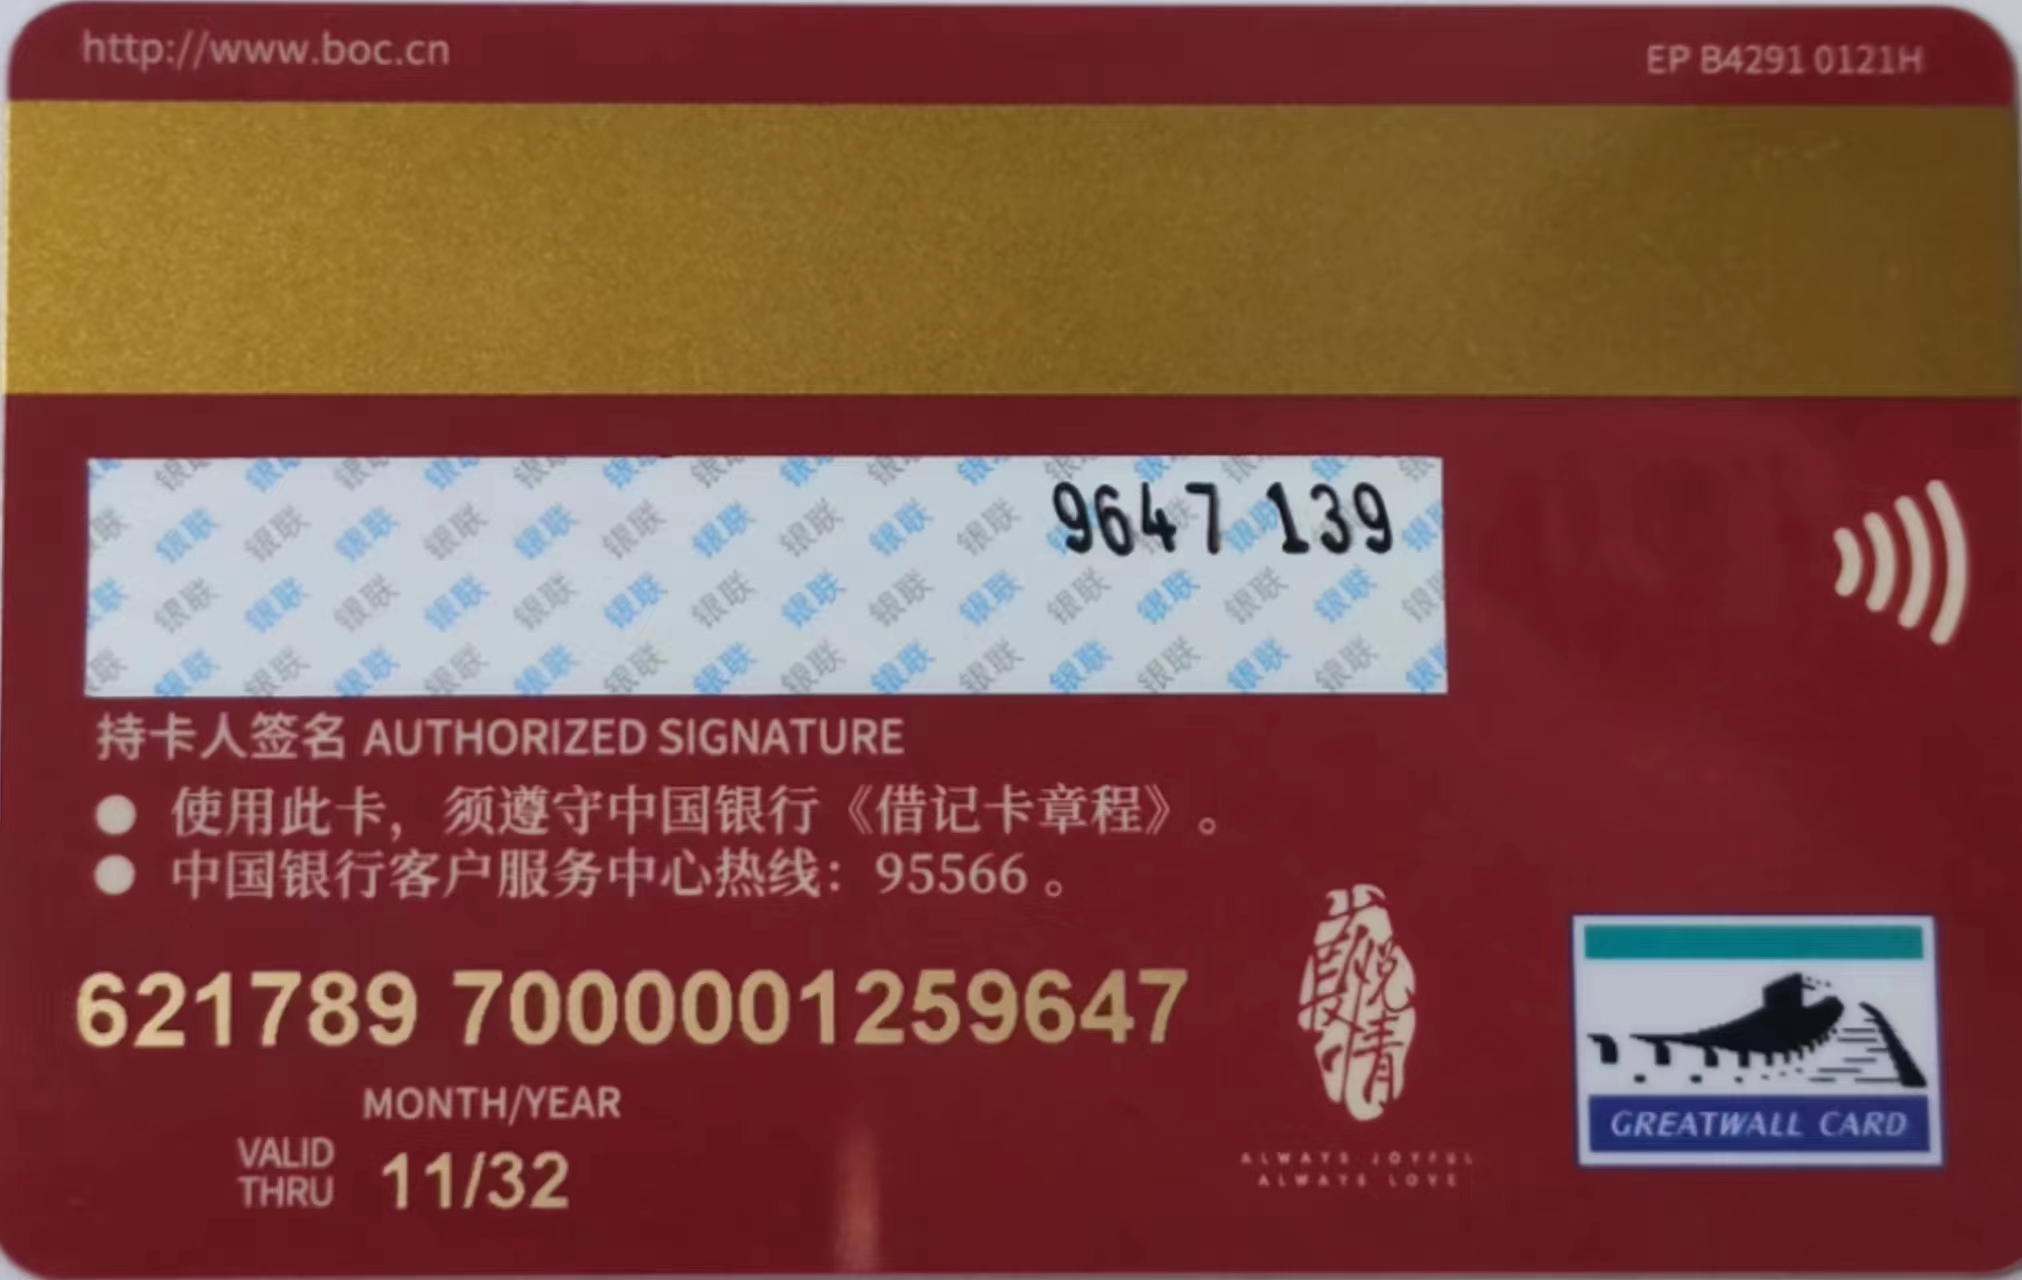 http://www.boc.cn
EP B4291 0121H
9647 139
持卡人签名 AUTHORIZED SIGNATURE
● 使用此卡，须遵守中国银行《借记卡章程》。
● 中国银行客户服务中心热线：95566 。
621789 7000001259647
MONTH/YEAR
VALID
THRU 11/32
ALWAYS JOYFUL
ALWAYS LOVE
GREATWALL CARD